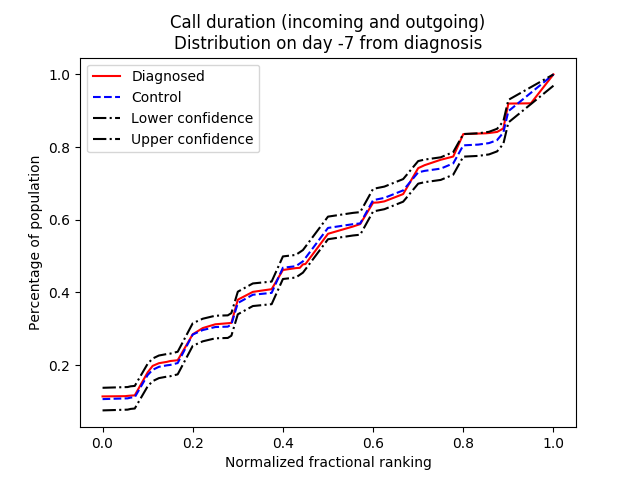 Call duration (incoming and outgoing)
Distribution on day -7 from diagnosis
Diagnosed
Control
Lower confidence
Upper confidence
Percentage of population
1.0
0.8
0.6
0.4
0.2
0.0 0.2 0.4 0.6 0.8 1.0
Normalized fractional ranking